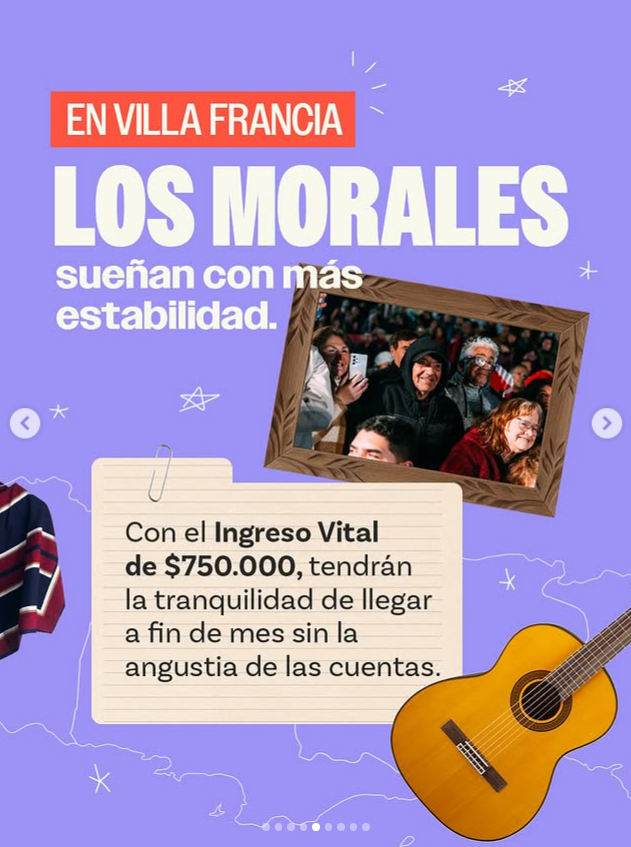 EN VILLA FRANCIA
LOS MORALES
sueñan con más
estabilidad.
Con el Ingreso Vital
de $750.000, tendrán
la tranquilidad de llegar
a fin de mes sin la
angustia de las cuentas.